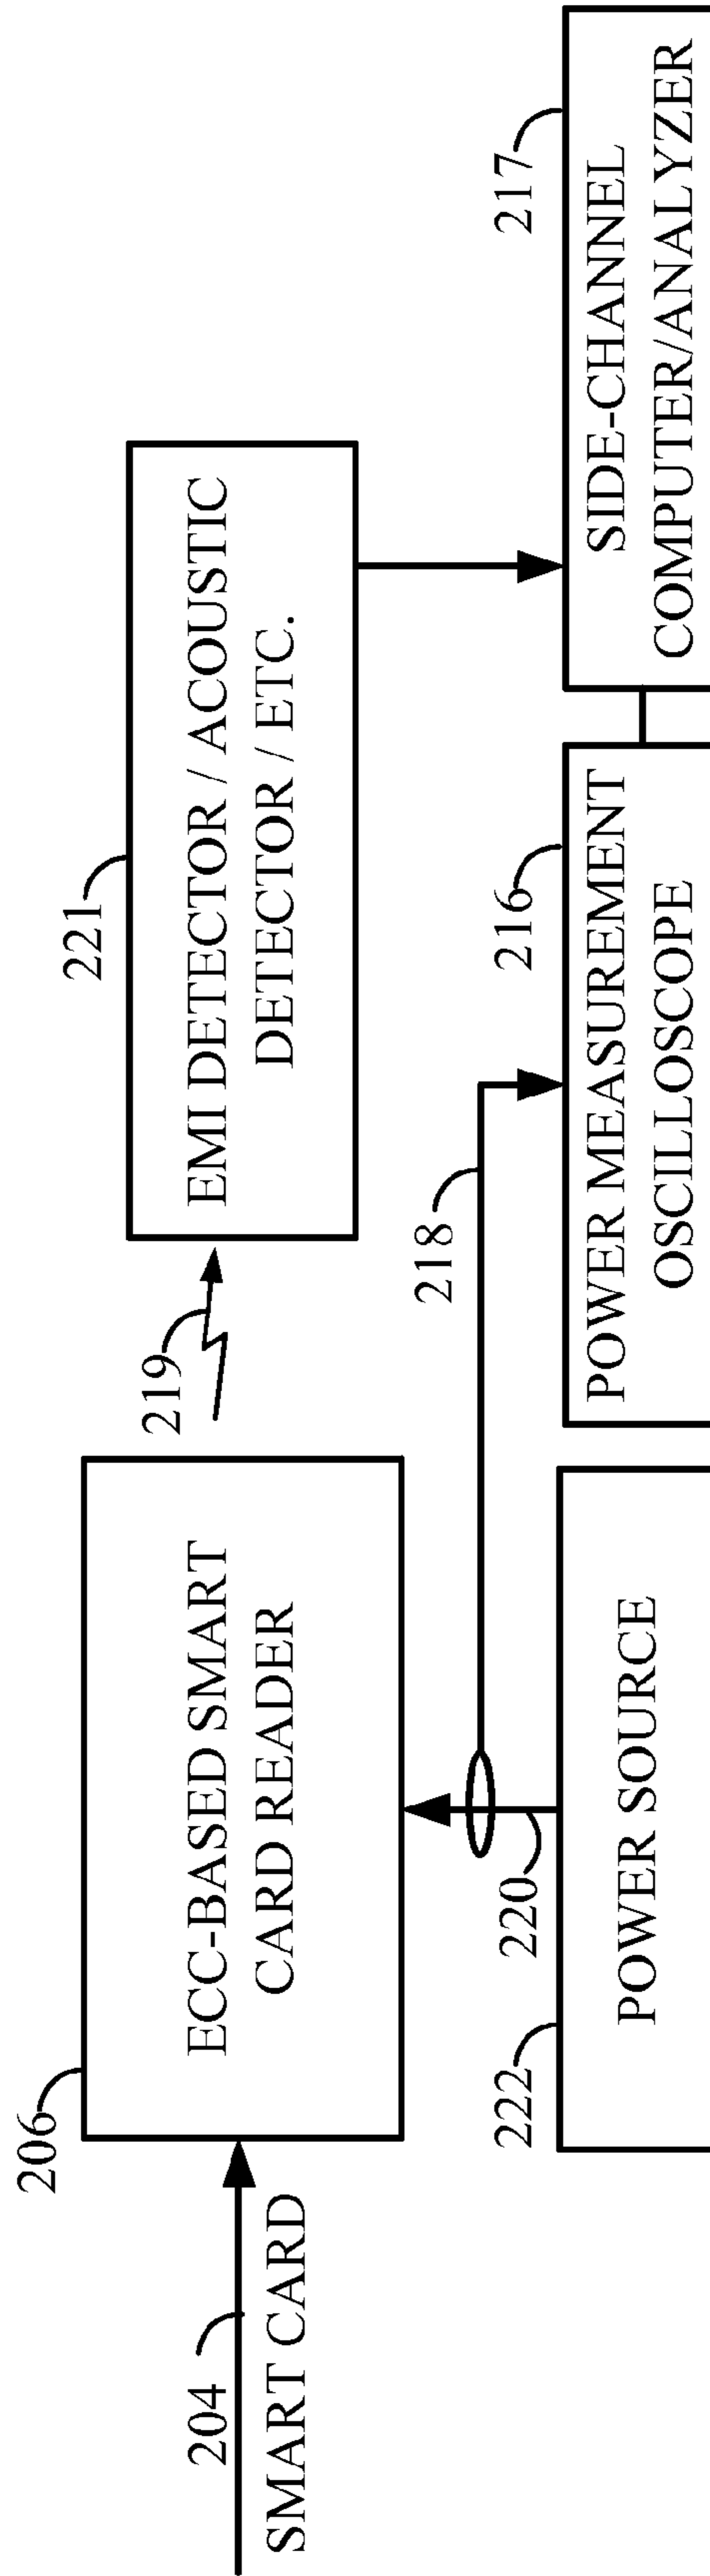 204
SMART CARD
206
ECC-BASED SMART
CARD READER
219
221
EMI DETECTOR / ACOUSTIC
DETECTOR / ETC.
218
220
222
POWER SOURCE
216
POWER MEASUREMENT
OSCILLOSCOPE
217
SIDE-CHANNEL
COMPUTER/ANALYZER